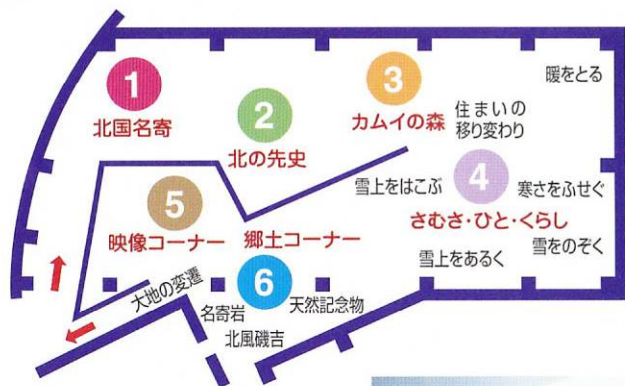 1
北国名寄
2
北の先史
3
カムイの森
暖をとる
住まいの
移り変わり
雪上をはこぶ
4
寒さをふせぐ
さむさ・ひと・くらし
雪をのぞく
雪上をあるく
5
映像コーナー
郷土コーナー
6
大地の変遷
名寄岩
天然記念物
北風磯吉